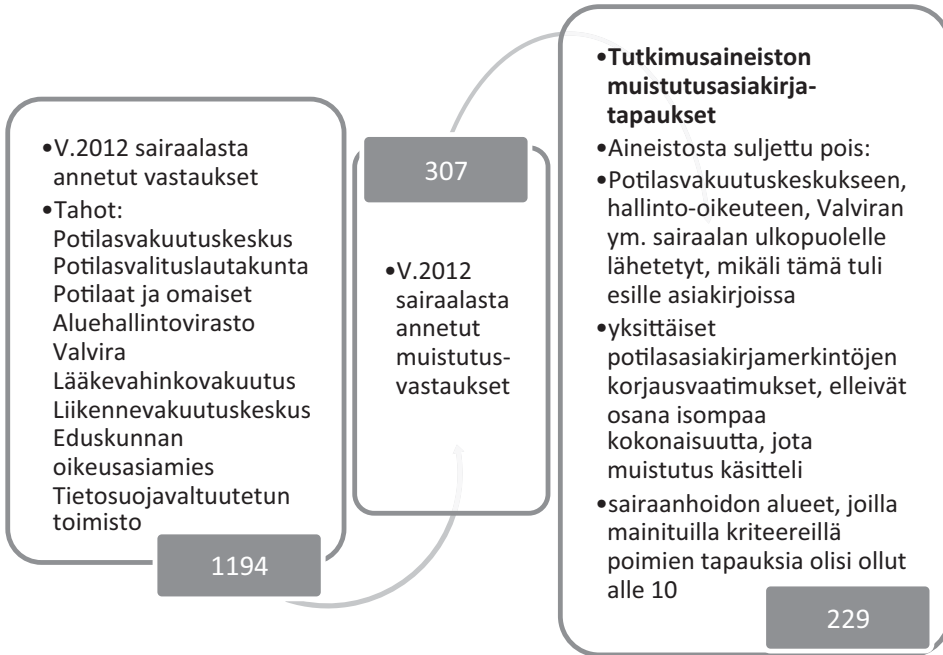 •V.2012 sairaalasta
annetut vastaukset
•Tahot:
Potilasvakuutuskeskus
Potilasvalituslautakunta
Potilaat ja omaiset
Aluehallintovirasto
Valvira
Lääkevahinkovakuutus
Liikennevakuutuskeskus
Eduskunnan
oikeusasiamies
Tietosuojavaltuutetun
toimisto
1194
307
•V.2012
sairaalasta
annetut
muistutus-
vastaukset
•Tutkimusaineiston
muistutusasiakirja-
tapaukset
•Aineistosta suljettu pois:
•Potilasvakuutuskeskukseen,
hallinto-oikeuteen, Valviran
ym. sairaalan ulkopuolelle
lähetetyt, mikäli tämä tuli
esille asiakirjoissa
•yksittäiset
potilasasiakirjamerkintöjen
korjausvaatimukset, elleivät
osana isompaa
kokonaisuutta, jota
muistutus käsitteli
•sairaanhoidon alueet, joilla
mainituilla kriteereillä
poimien tapauksia olisi ollut
alle 10
229